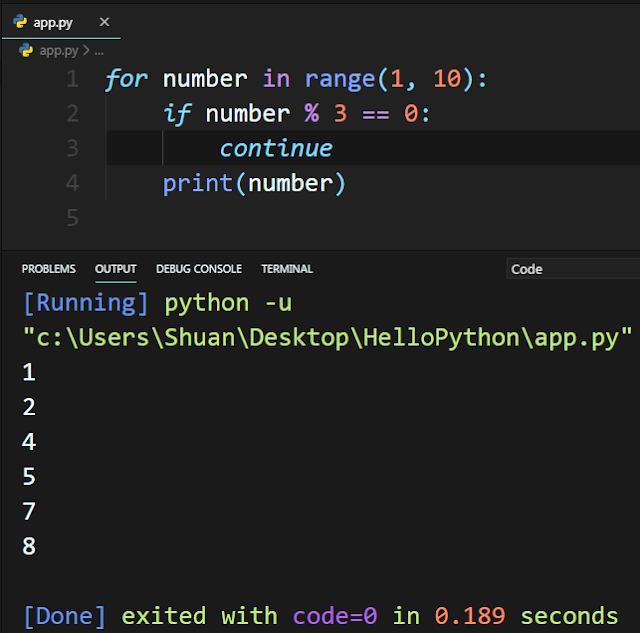 app.py ×
app.py > ...
1 for number in range(1, 10):
2     if number % 3 == 0:
3         continue
4     print(number)
5
PROBLEMS OUTPUT DEBUG CONSOLE TERMINAL Code
[Running] python -u
"c:\Users\Shuan\Desktop\HelloPython\app.py"
1
2
4
5
7
8
[Done] exited with code=0 in 0.189 seconds